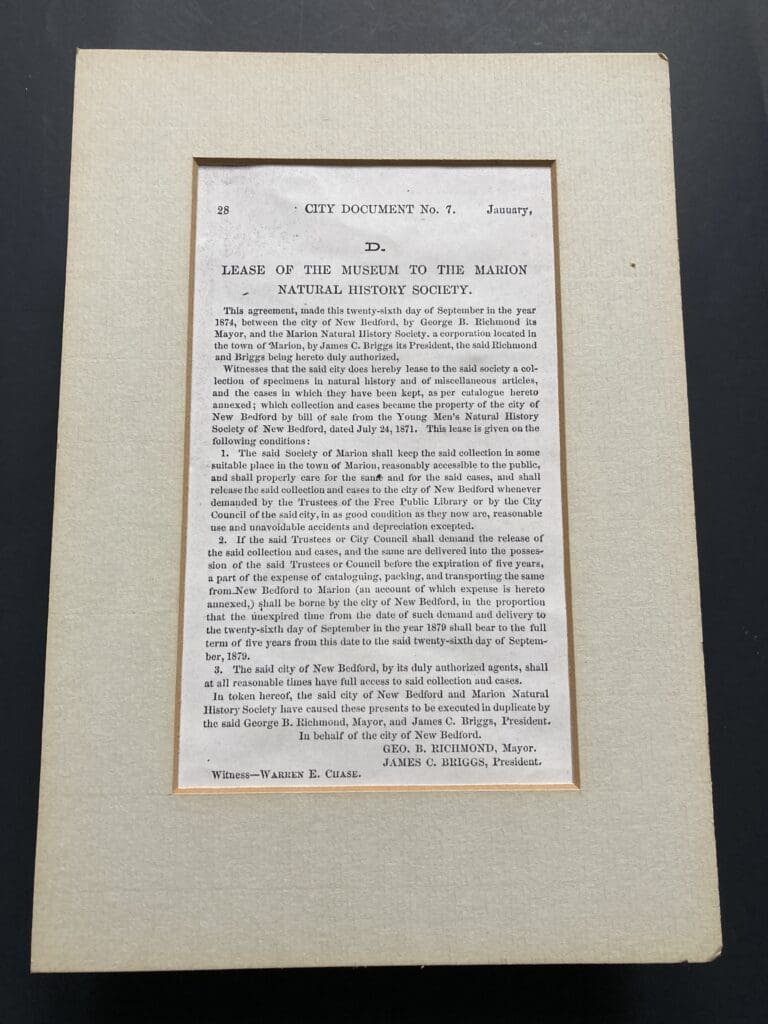 28 CITY DOCUMENT No. 7. January,
D.
LEASE OF THE MUSEUM TO THE MARION
NATURAL HISTORY SOCIETY.
This agreement, made this twenty-sixth day of September in the year
1874, between the city of New Bedford, by George B. Richmond its
Mayor, and the Marion Natural History Society, a corporation located in
the town of Marion, by James C. Briggs its President, the said Richmond
and Briggs being hereto duly authorized,
Witnesses that the said city does hereby lease to the said society a col-
lection of specimens in natural history and of miscellaneous articles,
and the cases in which they have been kept, as per catalogue hereto
annexed; which collection and cases became the property of the city of
New Bedford by bill of sale from the Young Men's Natural History
Society of New Bedford, dated July 24, 1871. This lease is given on the
following conditions:
1. The said Society of Marion shall keep the said collection in some
suitable place in the town of Marion, reasonably accessible to the public,
and shall properly care for the same and for the said cases, and shall
release the said collection and cases to the city of New Bedford whenever
demanded by the Trustees of the Free Public Library or by the City
Council of the said city, in as good condition as they now are, reasonable
use and unavoidable accidents and depreciation excepted.
2. If the said Trustees or City Council shall demand the release of
the said collection and cases, and the same are delivered into the posses-
sion of the said Trustees or Council before the expiration of five years,
a part of the expense of cataloguing, packing, and transporting the same
from New Bedford to Marion (an account of which expense is hereto
annexed,) shall be borne by the city of New Bedford, in the proportion
that the unexpired time from the date of such demand and delivery to
the twenty-sixth day of September in the year 1879 shall bear to the full
term of five years from this date to the said twenty-sixth day of Septem-
ber, 1879.
3. The said city of New Bedford, by its duly authorized agents, shall
at all reasonable times have full access to said collection and cases.
In token hereof, the said city of New Bedford and Marion Natural
History Society have caused these presents to be executed in duplicate by
the said George B. Richmond, Mayor, and James C. Briggs, President.
In behalf of the city of New Bedford.
GEO. B. RICHMOND, Mayor.
JAMES C. BRIGGS, President.
Witness—WARREN E. CHASE.